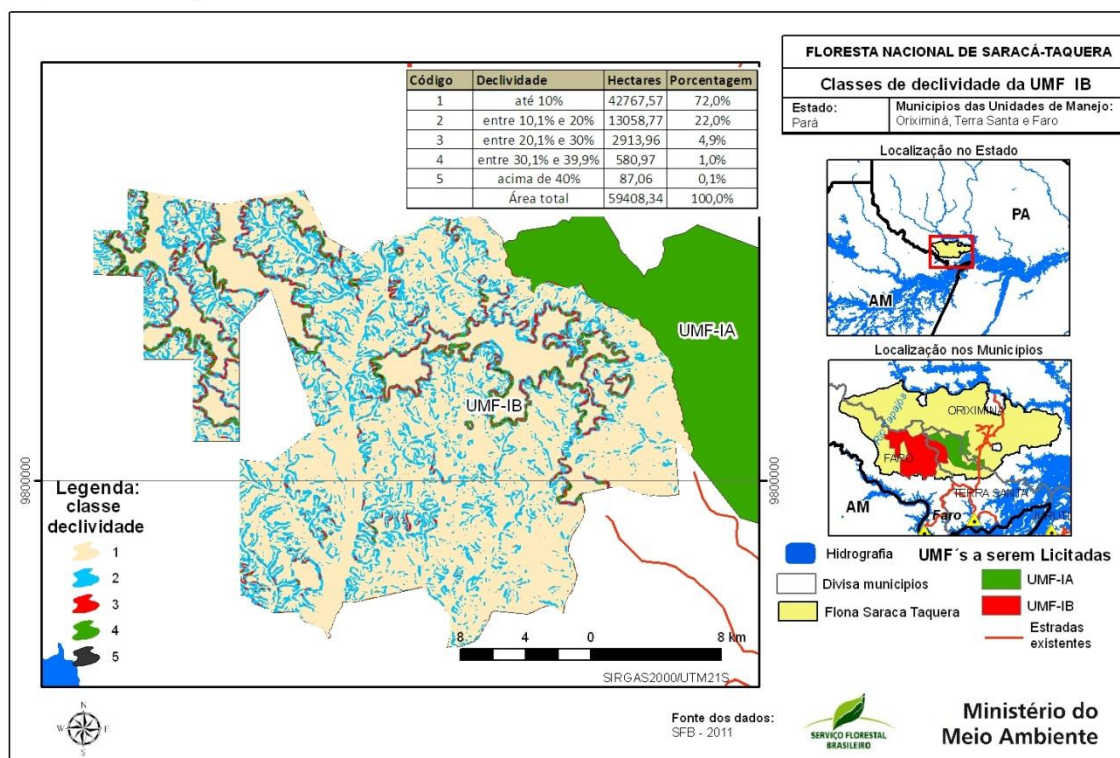 FLORESTA NACIONAL DE SARACÁ-TAQUERA
Classes de declividade da UMF IB
Estado:
Pará
Municípios das Unidades de Manejo:
Oriximiná, Terra Santa e Faro
Código Declividade Hectares Porcentagem
1 até 10% 42767,57 72,0%
2 entre 10,1% e 20% 13058,77 22,0%
3 entre 20,1% e 30% 2913,96 4,9%
4 entre 30,1% e 39,9% 580,97 1,0%
5 acima de 40% 87,06 0,1%
Área total 59408,34 100,0%
UMF-IA
UMF-IB
9800000
9800000
Legenda:
classe
declividade
1
2
3
4
5
8 4 0 8 km
SIRGAS2000/UTM21S
Localização no Estado
PA
AM
Localização nos Municípios
ORIXIMINA
FARO
TERRA SANTA
AM
Faro
Hidrografia
Divisa municípios
Flona Saraca Taquera
UMF´s a serem Licitadas
UMF-IA
UMF-IB
Estradas
existentes
N
W E
S
Fonte dos dados:
SFB - 2011
SERVIÇO FLORESTAL
BRASILEIRO
Ministério do
Meio Ambiente